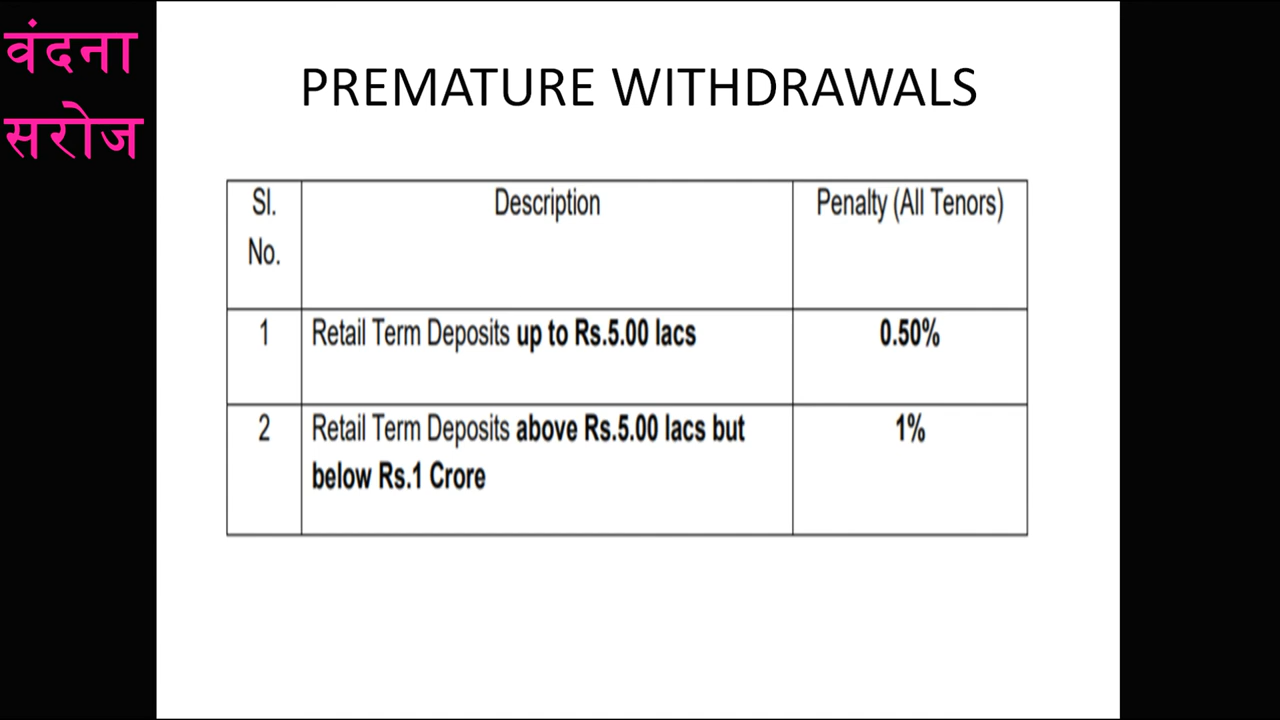 वंदना
सरोज
PREMATURE WITHDRAWALS
Sl.
No.
Description
Penalty (All Tenors)
1
Retail Term Deposits up to Rs.5.00 lacs
0.50%
2
Retail Term Deposits above Rs.5.00 lacs but
below Rs.1 Crore
1%